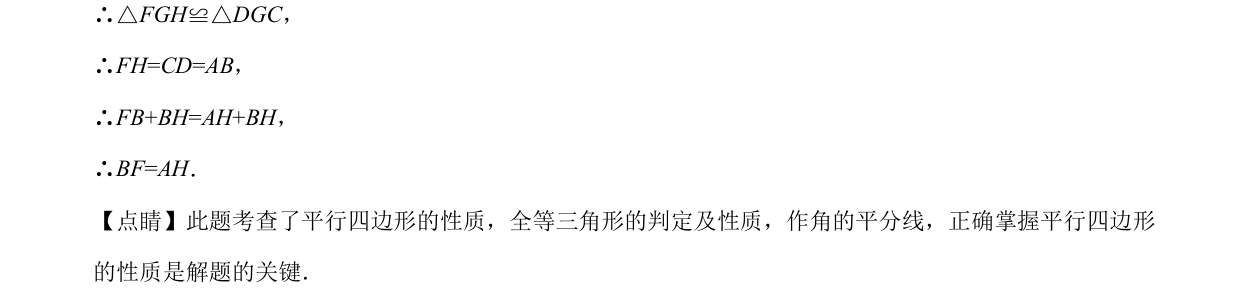 ∴△FGH≌△DGC，
∴FH=CD=AB，
∴FB+BH=AH+BH，
∴BF=AH．
【点睛】此题考查了平行四边形的性质，全等三角形的判定及性质，作角的平分线，正确掌握平行四边形
的性质是解题的关键．